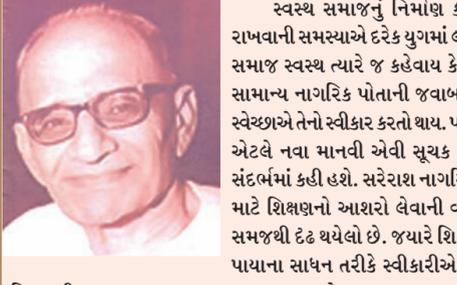 સ્વસ્થ સમાજનું નિર્માણ
રાખવાની સમસ્યાએ દરેક યુગમાં
સમાજ સ્વસ્થ ત્યારે જ કહેવાય કે
સામાન્ય નાગરિક પોતાની જવાબ
સ્વેચ્છાએ તેનો સ્વીકાર કરતો થાય.
એટલે નવા માનવી એવી સૂચક
સંદર્ભમાં કહી હશે. સરેરાશ નાગરિ
માટે શિક્ષણનો આશરો લેવાની
સમજથી દૃઢ થયેલો છે. જયારે શિ
પાયાના સાધન તરીકે સ્વીકારીએ